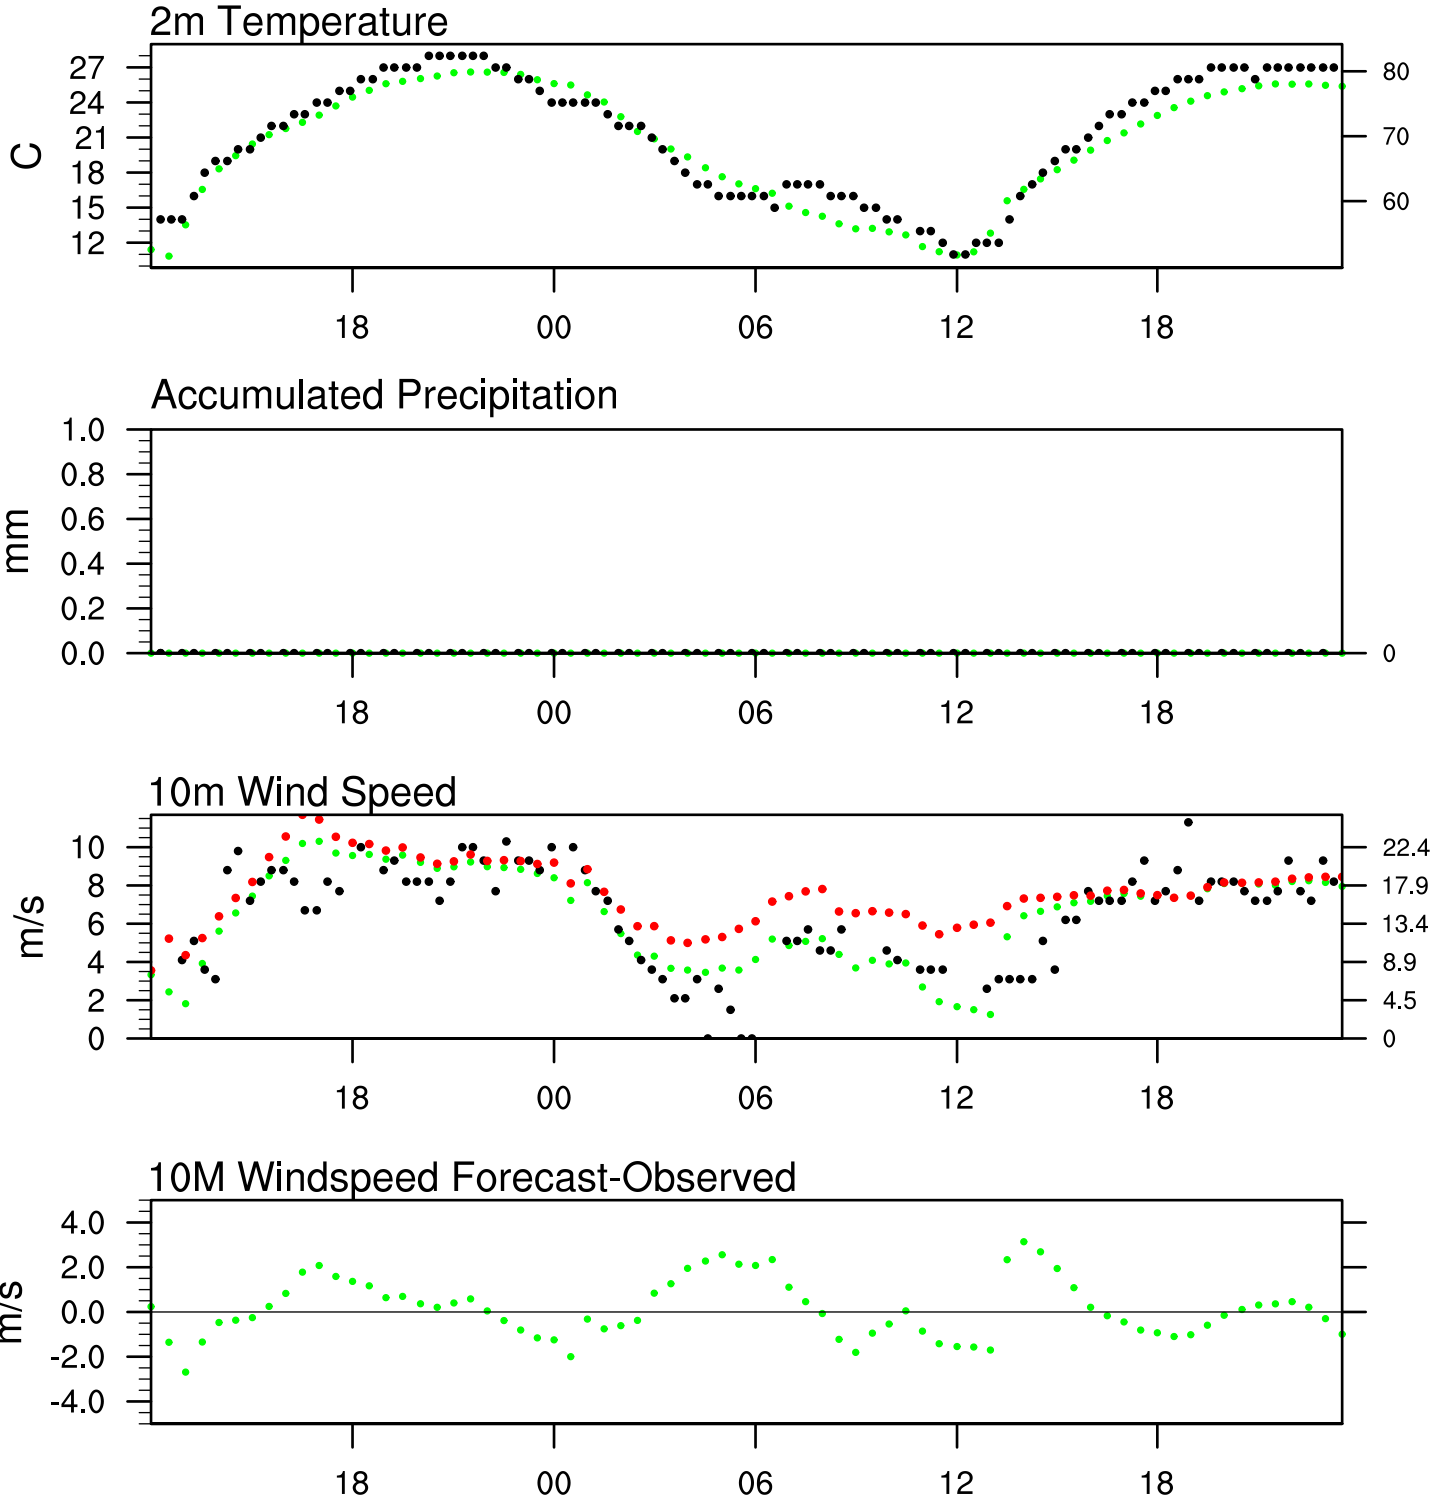 2m Temperature
27
24
21
18
15
12
C
80
70
60
18 00 06 12 18
Accumulated Precipitation
1.0
0.8
0.6
0.4
0.2
0.0
mm
0
18 00 06 12 18
10m Wind Speed
10
8
6
4
2
0
m/s
22.4
17.9
13.4
8.9
4.5
0
18 00 06 12 18
10M Windspeed Forecast-Observed
4.0
2.0
0.0
-2.0
-4.0
m/s
18 00 06 12 18